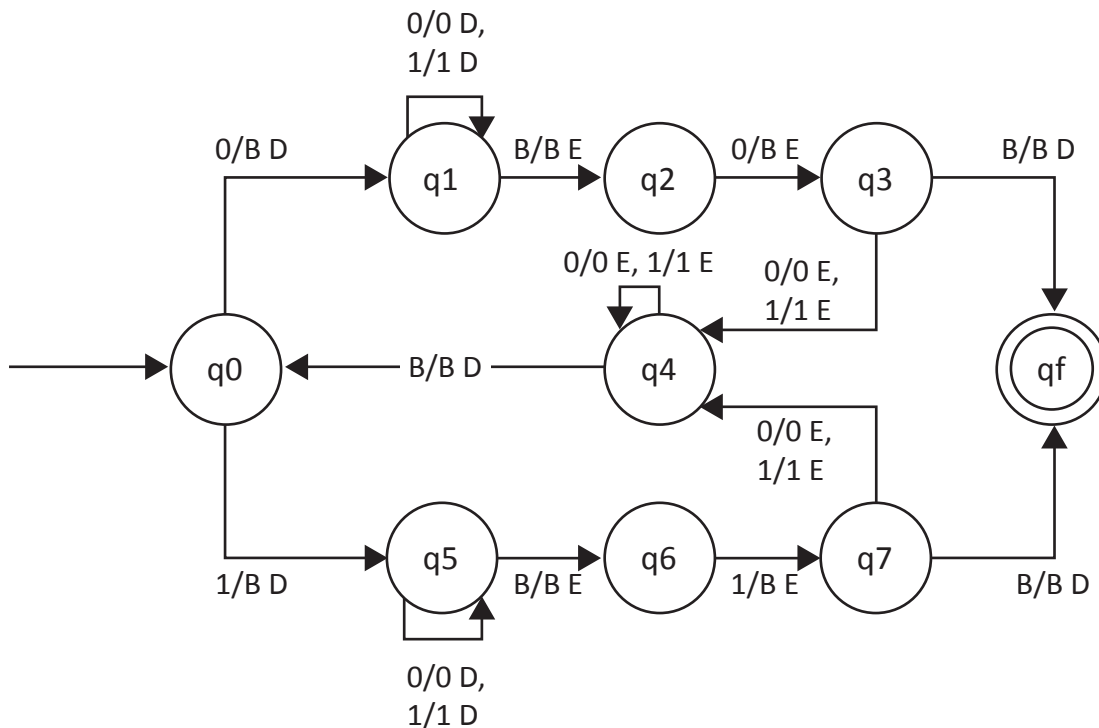 0/0 D,
1/1 D
0/B D
q1
B/B E
q2
0/B E
q3
B/B D
0/0 E, 1/1 E
0/0 E,
1/1 E
q0
B/B D
q4
qf
0/0 E,
1/1 E
q5
q6
q7
1/B D
B/B E
1/B E
B/B D
0/0 D,
1/1 D